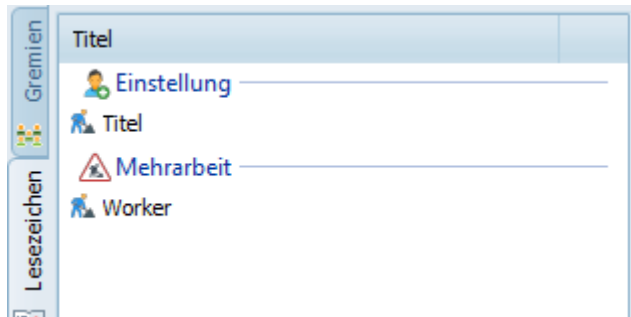 Gremien
Lesezeichen
Titel
Einstellung
Titel
Mehrarbeit
Worker